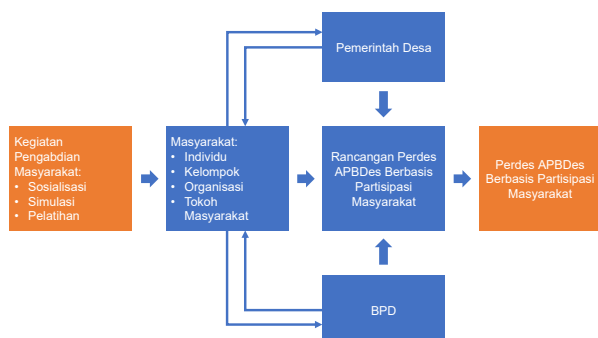 Pemerintah Desa
Kegiatan
Pengabdian
Masyarakat:
• Sosialisasi
• Simulasi
• Pelatihan
Masyarakat:
• Individu
• Kelompok
• Organisasi
• Tokoh
Masyarakat
Rancangan Perdes
APBDes Berbasis
Partisipasi
Masyarakat
Perdes APBDes
Berbasis Partisipasi
Masyarakat
BPD